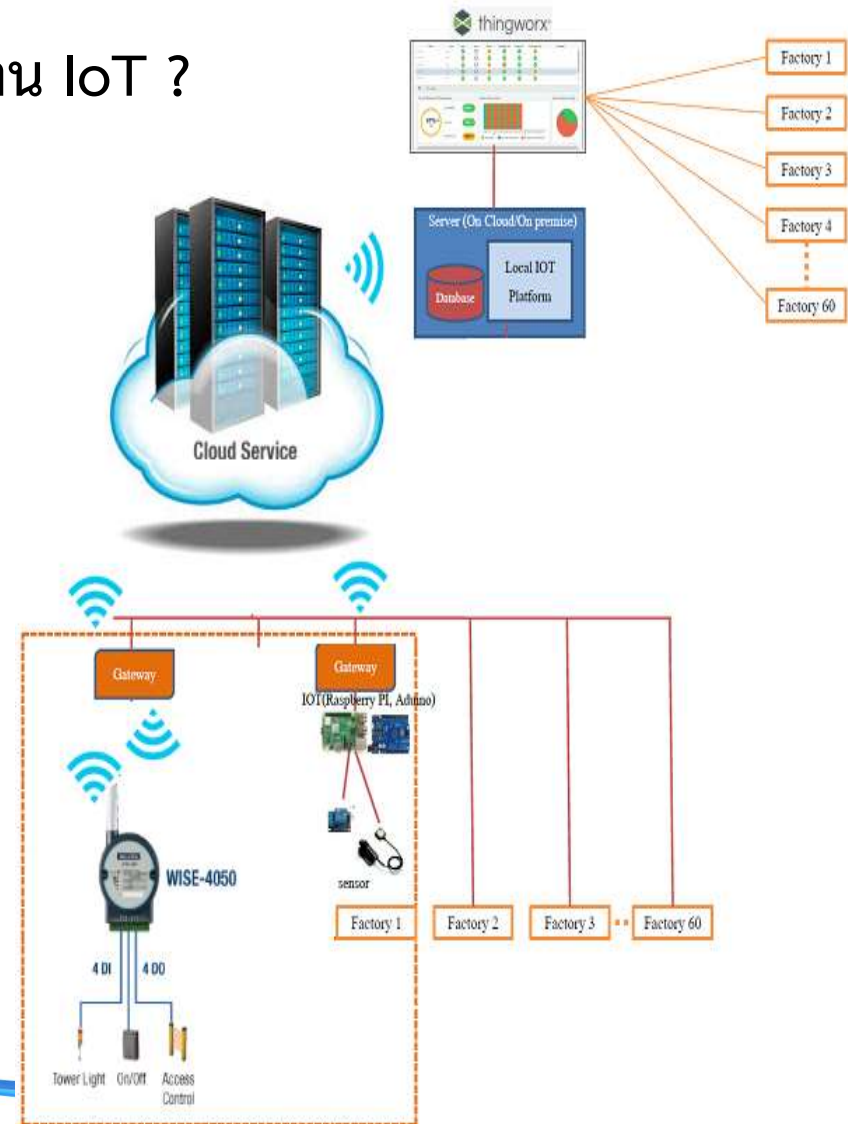 าน IoT ?
thingworx
Factory 1
Factory 2
Factory 3
Factory 4
Factory 60
Server (On Cloud/On premise)
Database
Local IOT
Platform
Cloud Service
Gateway
Gateway
IOT(Raspberry PI, Aduino)
WISE-4050
sensor
Factory 1
Factory 2
Factory 3
Factory 60
4 DI
4 DO
Tower Light
On/Off
Access
Control